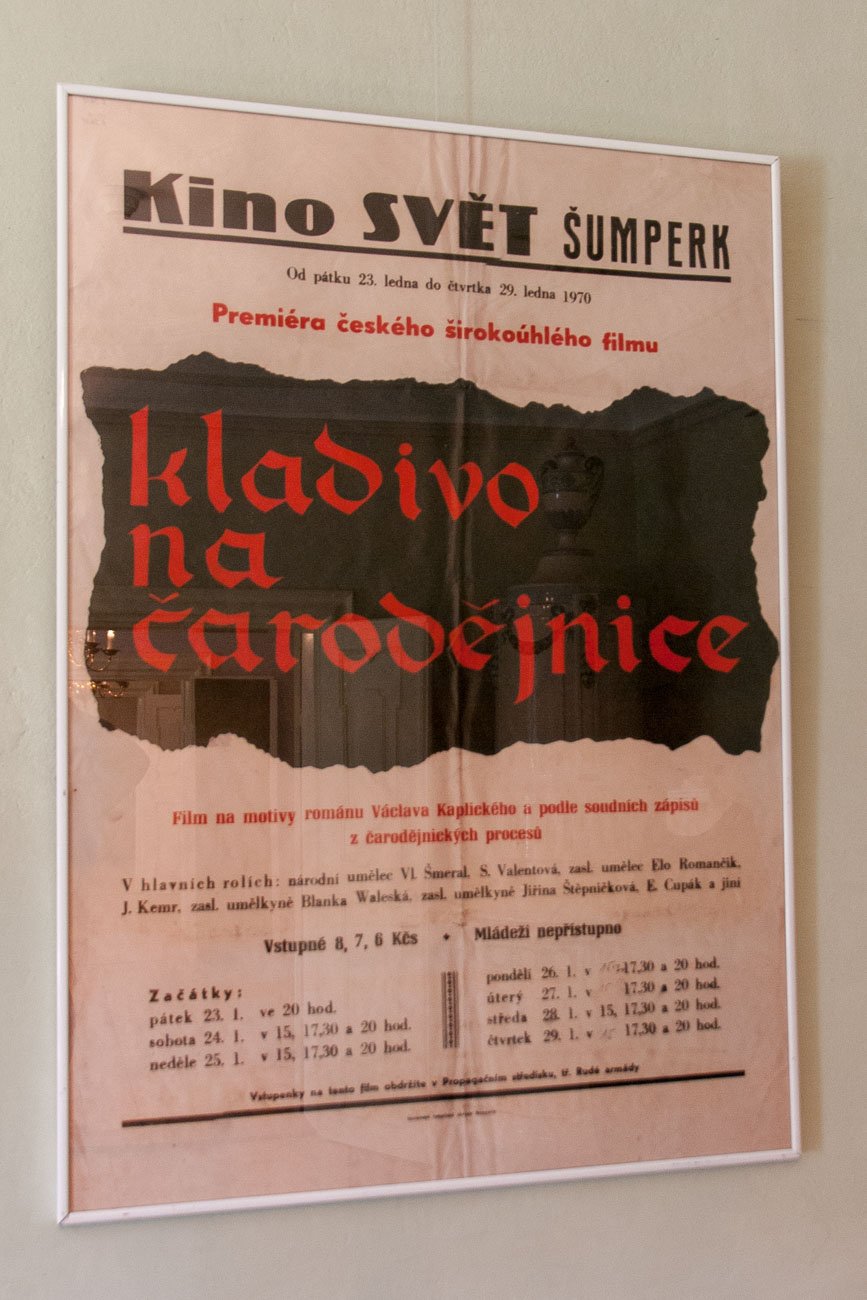 Kino SVĚT ŠUMPERK
Od pátku 23. ledna do čtvrtka 29. ledna 1970
Premiéra českého širokoúhlého filmu
kladivo
na
čarodějnice
Film na motivy románu Václava Kaplického a podle soudních zápisů
z čarodějnických procesů
V hlavních rolích: národní umělec Vl. Šmeral, S. Valentová, zasl. umělec Elo Romančik,
J. Kemr, zasl. umělkyně Blanka Waleská, zasl. umělkyně Jiřina Štěpničková, E. Cupák a jiní
Vstupné 8, 7, 6 Kčs + Mládeži nepřístupno
Začátky:
pátek 23. 1. ve 20 hod.
sobota 24. 1. v 15, 17,30 a 20 hod.
neděle 25. 1. v 15, 17,30 a 20 hod.
pondělí 26. 1. v 17,30 a 20 hod.
úterý 27. 1. v 17,30 a 20 hod.
středa 28. 1. v 15, 17,30 a 20 hod.
čtvrtek 29. 1. v 17,30 a 20 hod.
Vstupenky na tento film obdržíte v Propagačním středisku, tř. Rudé armády